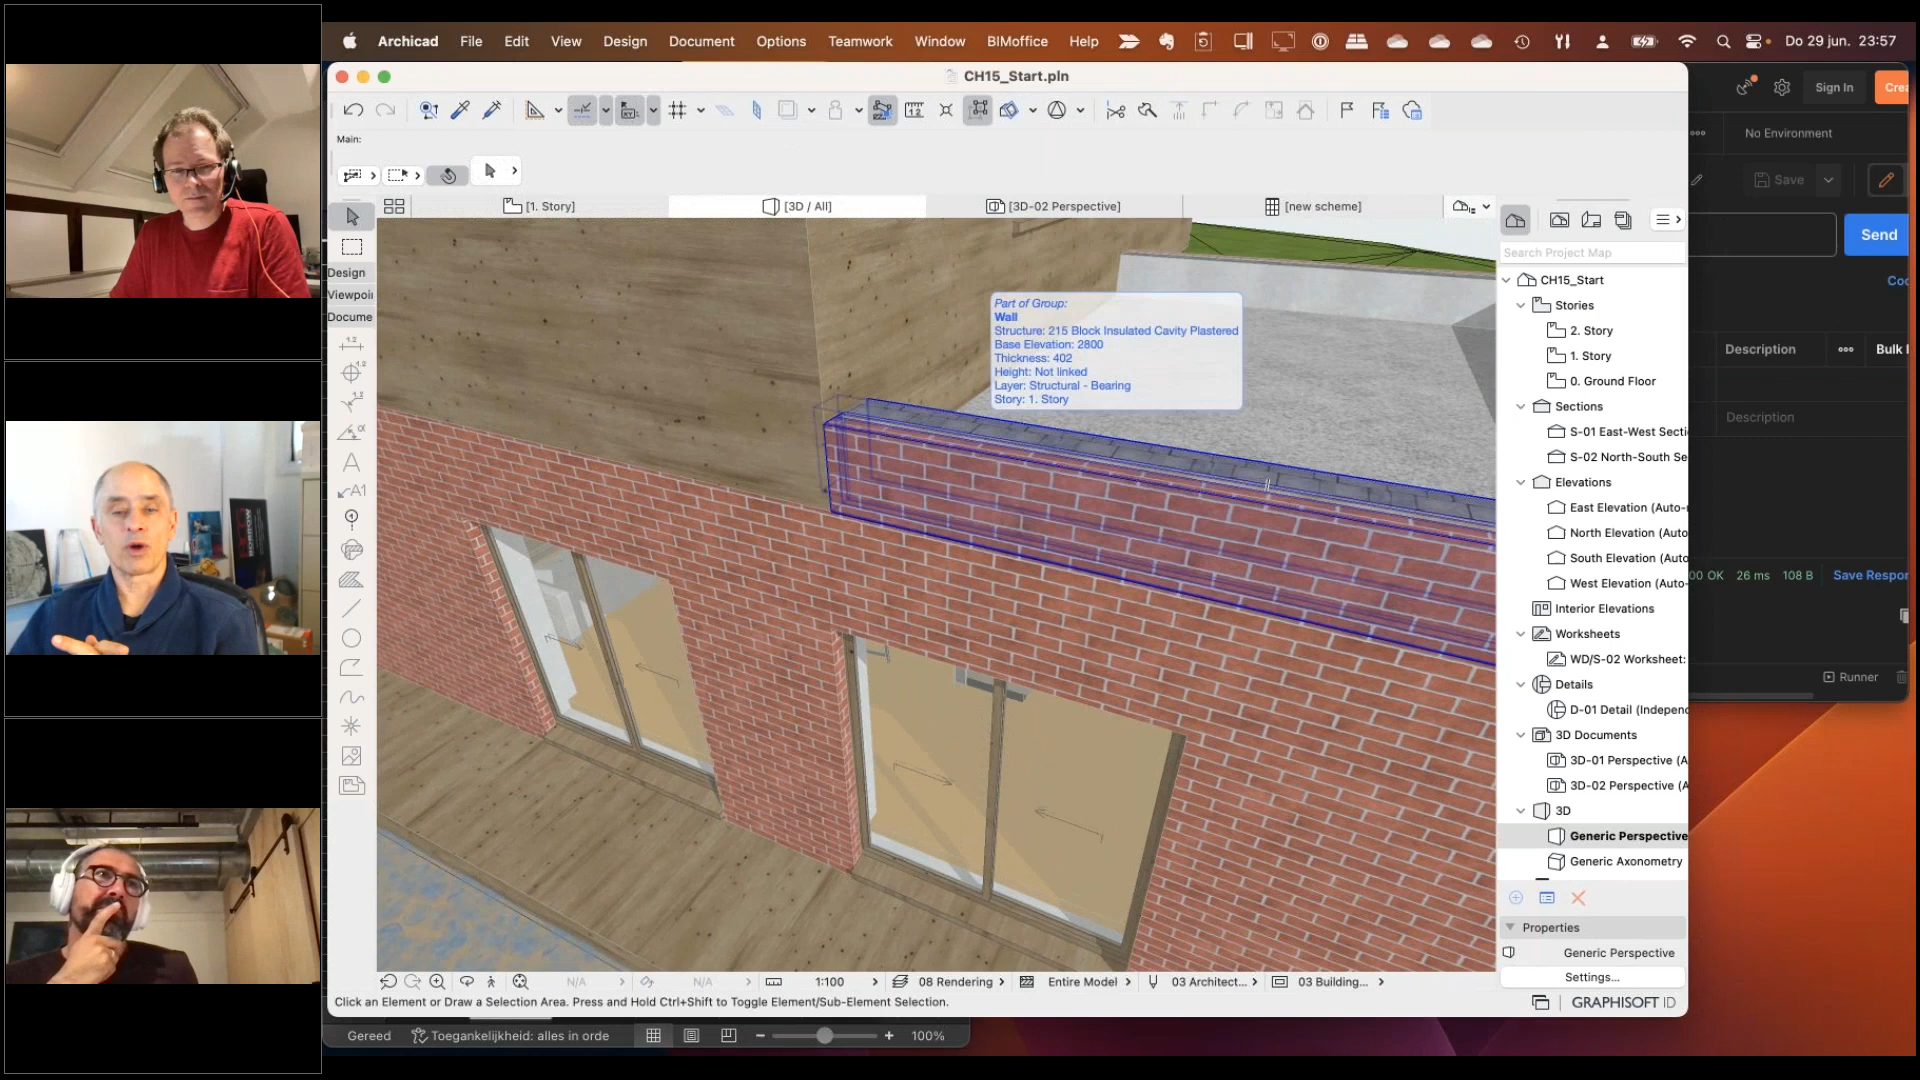 Archicad File Edit View Design Document Options Teamwork Window BIMoffice Help Do 29 jun. 23:57
CH15_Start.pln
Main:
[1. Story] [3D / All] [3D-02 Perspective] [new scheme]
Design
Viewpoi
Docume
A1
Part of Group:
Wall
Structure: 215 Block Insulated Cavity Plastered
Base Elevation: 2800
Thickness: 402
Height: Not linked
Layer: Structural - Bearing
Story: 1. Story
Search Project Map
CH15_Start
Stories
2. Story
1. Story
0. Ground Floor
Sections
S-01 East-West Secti
S-02 North-South Se
Elevations
East Elevation (Auto-r
North Elevation (Auto
South Elevation (Auto
West Elevation (Auto-
Interior Elevations
Worksheets
WD/S-02 Worksheet:
Details
D-01 Detail (Independ
3D Documents
3D-01 Perspective (A
3D-02 Perspective (A
3D
Generic Perspective
Generic Axonometry
Properties
Generic Perspective
Settings...
GRAPHISOFT ID
N/A N/A 1:100 08 Rendering Entire Model 03 Architect... 03 Building...
Click an Element or Draw a Selection Area. Press and Hold Ctrl+Shift to Toggle Element/Sub-Element Selection.
Gereed Toegankelijkheid: alles in orde 100%
Sign In Crea
No Environment
Save
Send
Coo
Description Bulk
Description
00 OK 26 ms 108 B Save Respor
Runner